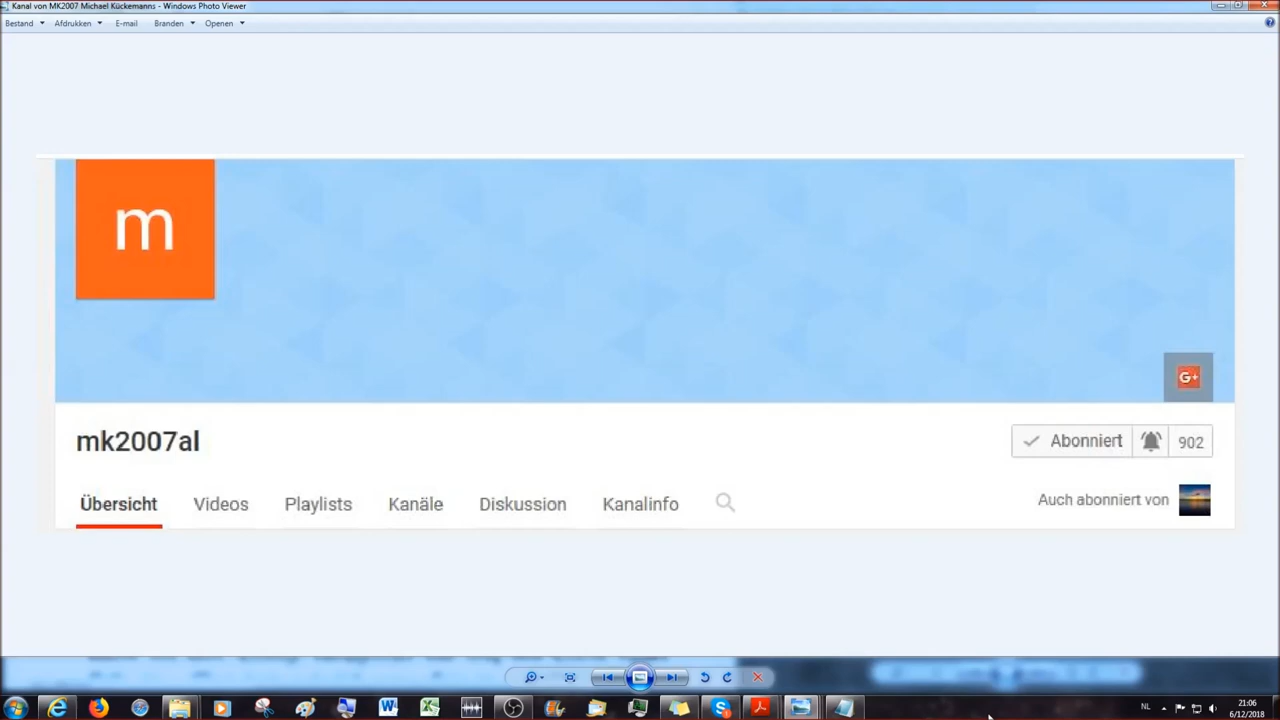 Kanal von MK2007 Michael Kückemanns - Windows Photo Viewer
Bestand Afdrukken E-mail Branden Openen
m
G+
mk2007al
Abonniert 902
Übersicht Videos Playlists Kanäle Diskussion Kanalinfo
Auch abonniert von
NL
21:06
6/12/2018